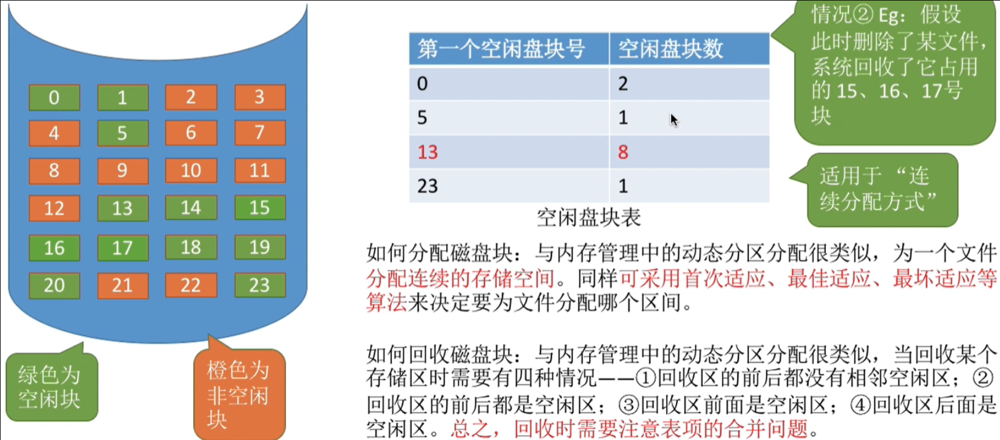 0 1 2 3
4 5 6 7
8 9 10 11
12 13 14 15
16 17 18 19
20 21 22 23
绿色为
空闲块
橙色为
非空闲
块
第一个空闲盘块号 空闲盘块数
0 2
5 1
13 8
23 1
空闲盘块表
情况② Eg：假设
此时删除了某文件，
系统回收了它占用
的 15、16、17号
块
适用于 “连
续分配方式”
如何分配磁盘块：与内存管理中的动态分区分配很类似，为一个文件
分配连续的存储空间。同样可采用首次适应、最佳适应、最坏适应等
算法来决定要为文件分配哪个区间。
如何回收磁盘块：与内存管理中的动态分区分配很类似，当回收某个
存储区时需要有四种情况——①回收区的前后都没有相邻空闲区；②
回收区的前后都是空闲区；③回收区前面是空闲区；④回收区后面是
空闲区。总之，回收时需要注意表项的合并问题。